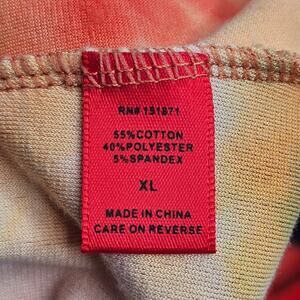 RN# 151871
55%COTTON
40%POLYESTER
5%SPANDEX
XL
MADE IN CHINA
CARE ON REVERSE